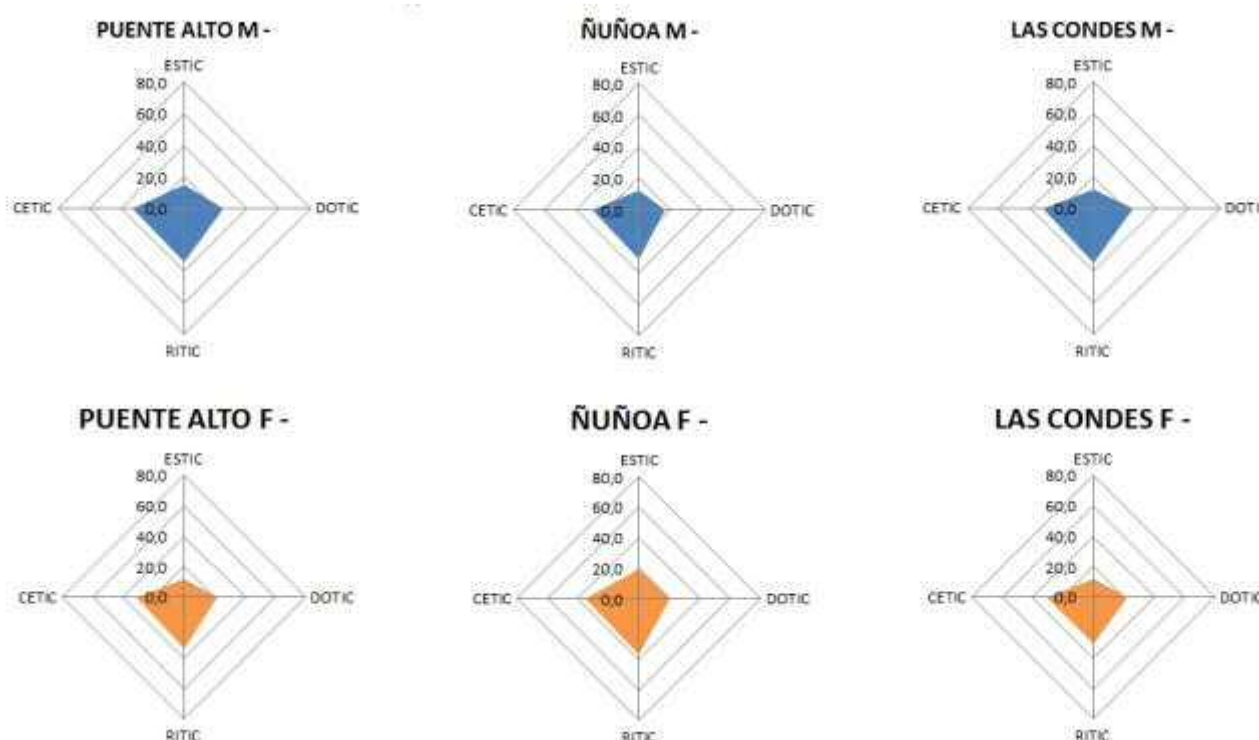 PUENTE ALTO M -
ESTIC
80,0
60,0
40,0
20,0
0,0
CETIC
DOTIC
RITIC
ÑUÑOA M -
ESTIC
80,0
60,0
40,0
20,0
0,0
CETIC
DOTIC
RITIC
LAS CONDES M -
ESTIC
80,0
60,0
40,0
20,0
0,0
CETIC
DOTIC
RITIC
PUENTE ALTO F -
ESTIC
80,0
60,0
40,0
20,0
0,0
CETIC
DOTIC
RITIC
ÑUÑOA F -
ESTIC
80,0
60,0
40,0
20,0
0,0
CETIC
DOTIC
RITIC
LAS CONDES F -
ESTIC
80,0
60,0
40,0
20,0
0,0
CETIC
DOTIC
RITIC